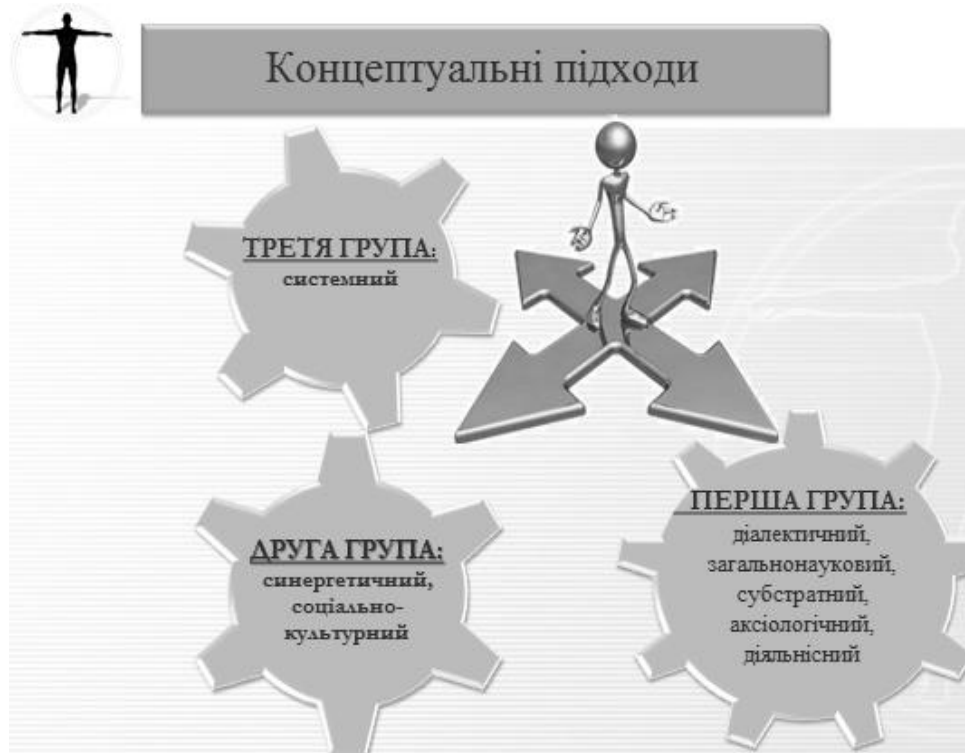 Концептуальні підходи
ТРЕТЯ ГРУПА:
системний
ДРУГА ГРУПА:
синергетичний,
соціально-
культурний
ПЕРША ГРУПА:
діалектичний,
загальнонауковий,
субстратний,
аксіологічний,
діяльнісний